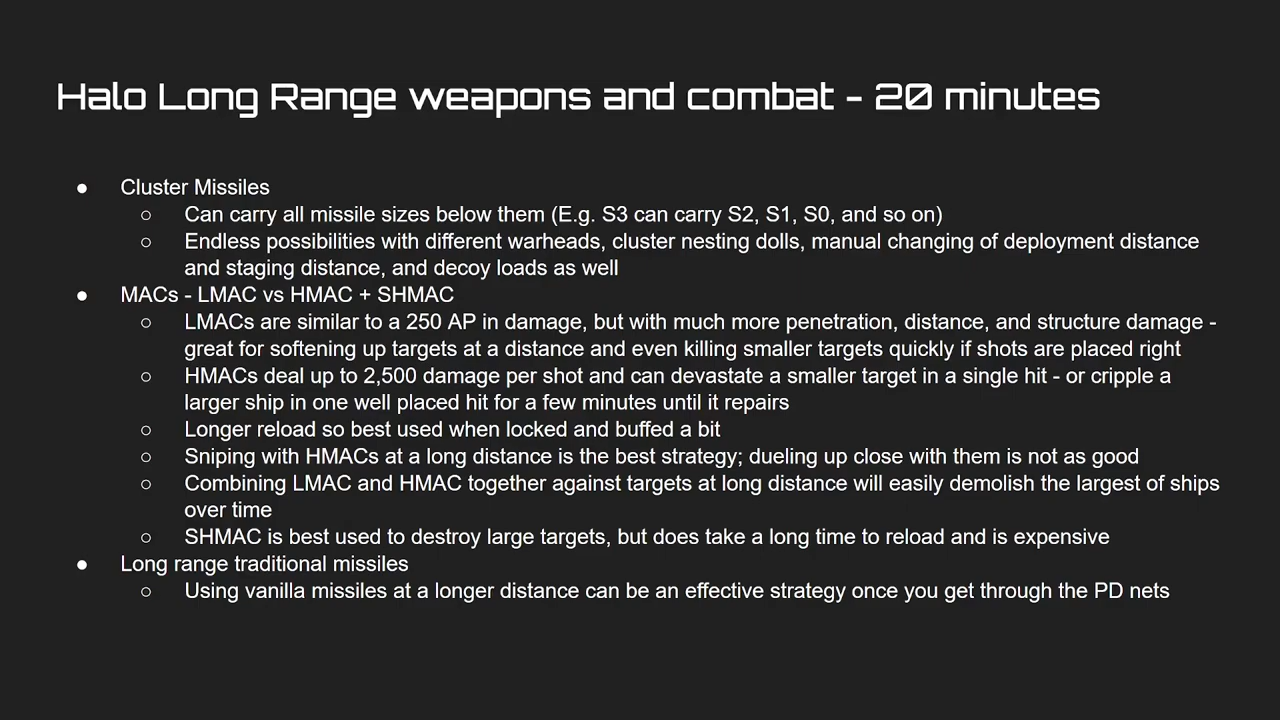 Halo Long Range weapons and combat - 20 minutes
● Cluster Missiles
○ Can carry all missile sizes below them (E.g. S3 can carry S2, S1, S0, and so on)
○ Endless possibilities with different warheads, cluster nesting dolls, manual changing of deployment distance
and staging distance, and decoy loads as well
● MACs - LMAC vs HMAC + SHMAC
○ LMACs are similar to a 250 AP in damage, but with much more penetration, distance, and structure damage -
great for softening up targets at a distance and even killing smaller targets quickly if shots are placed right
○ HMACs deal up to 2,500 damage per shot and can devastate a smaller target in a single hit - or cripple a
larger ship in one well placed hit for a few minutes until it repairs
○ Longer reload so best used when locked and buffed a bit
○ Sniping with HMACs at a long distance is the best strategy; dueling up close with them is not as good
○ Combining LMAC and HMAC together against targets at long distance will easily demolish the largest of ships
over time
○ SHMAC is best used to destroy large targets, but does take a long time to reload and is expensive
● Long range traditional missiles
○ Using vanilla missiles at a longer distance can be an effective strategy once you get through the PD nets